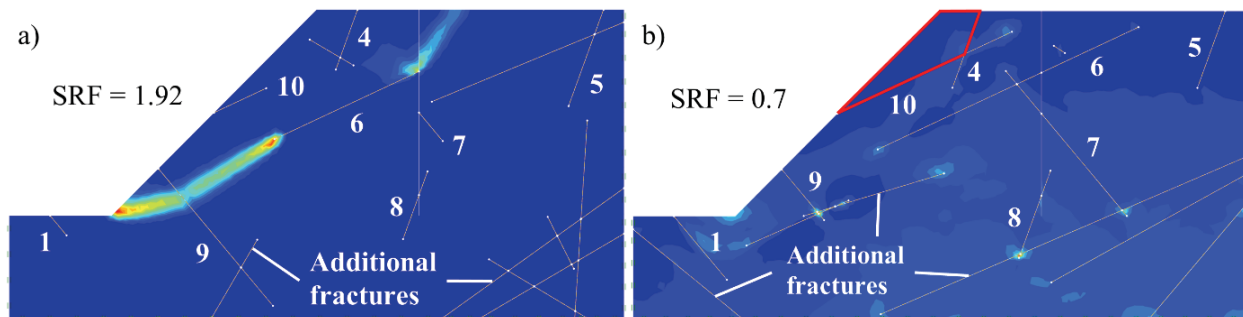 a)
4
5
10
SRF = 1.92
6
7
8
1
9
Additional
fractures
b)
5
4
6
SRF = 0.7
10
7
9
8
1
Additional
fractures